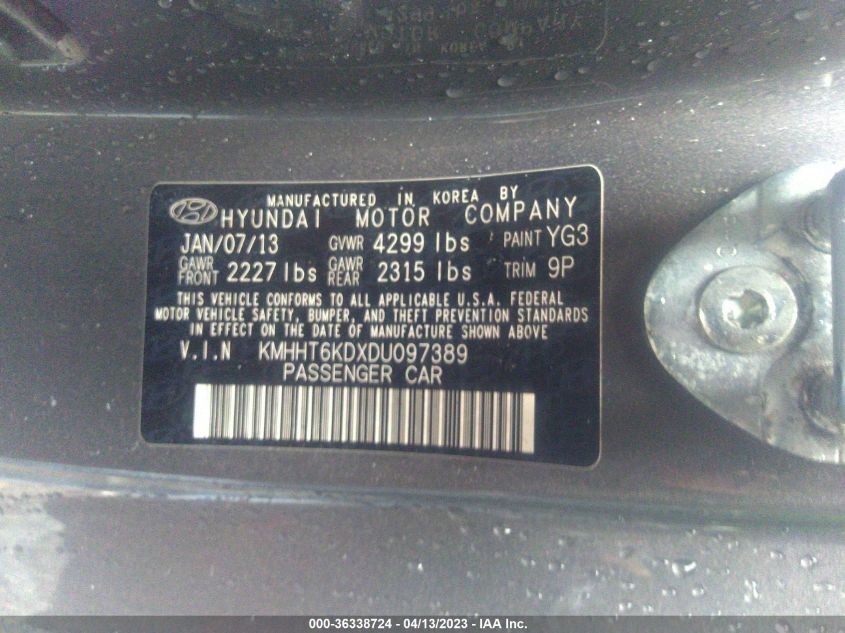 MANUFACTURED IN KOREA BY
HYUNDAI MOTOR COMPANY
JAN/07/13 GVWR 4299 lbs PAINT YG3
GAWR FRONT 2227 lbs GAWR REAR 2315 lbs TRIM 9P
THIS VEHICLE CONFORMS TO ALL APPLICABLE U.S.A. FEDERAL
MOTOR VEHICLE SAFETY, BUMPER, AND THEFT PREVENTION STANDARDS
IN EFFECT ON THE DATE OF MANUFACTURE SHOWN ABOVE
V.I.N KMHHT6KDXDU097389
PASSENGER CAR
000-36338724 - 04/13/2023 - IAA Inc.